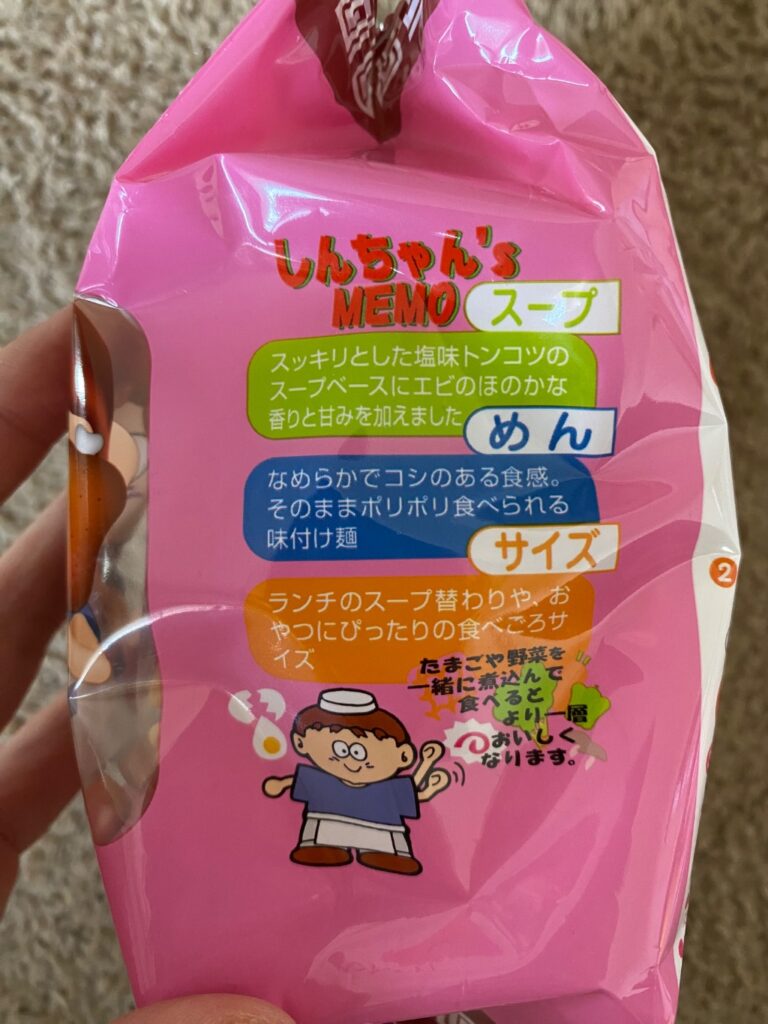 しんちゃん's
MEMO
スープ
スッキリとした塩味トンコツの
スープベースにエビのほのかな
香りと甘みを加えました
めん
なめらかでコシのある食感。
そのままポリポリ食べられる
味付け麺
サイズ
ランチのスープ替わりや、お
やつにぴったりの食べごろサ
イズ
たまごや野菜を
一緒に煮込んで
食べると
より一層
おいしく
なります。
2